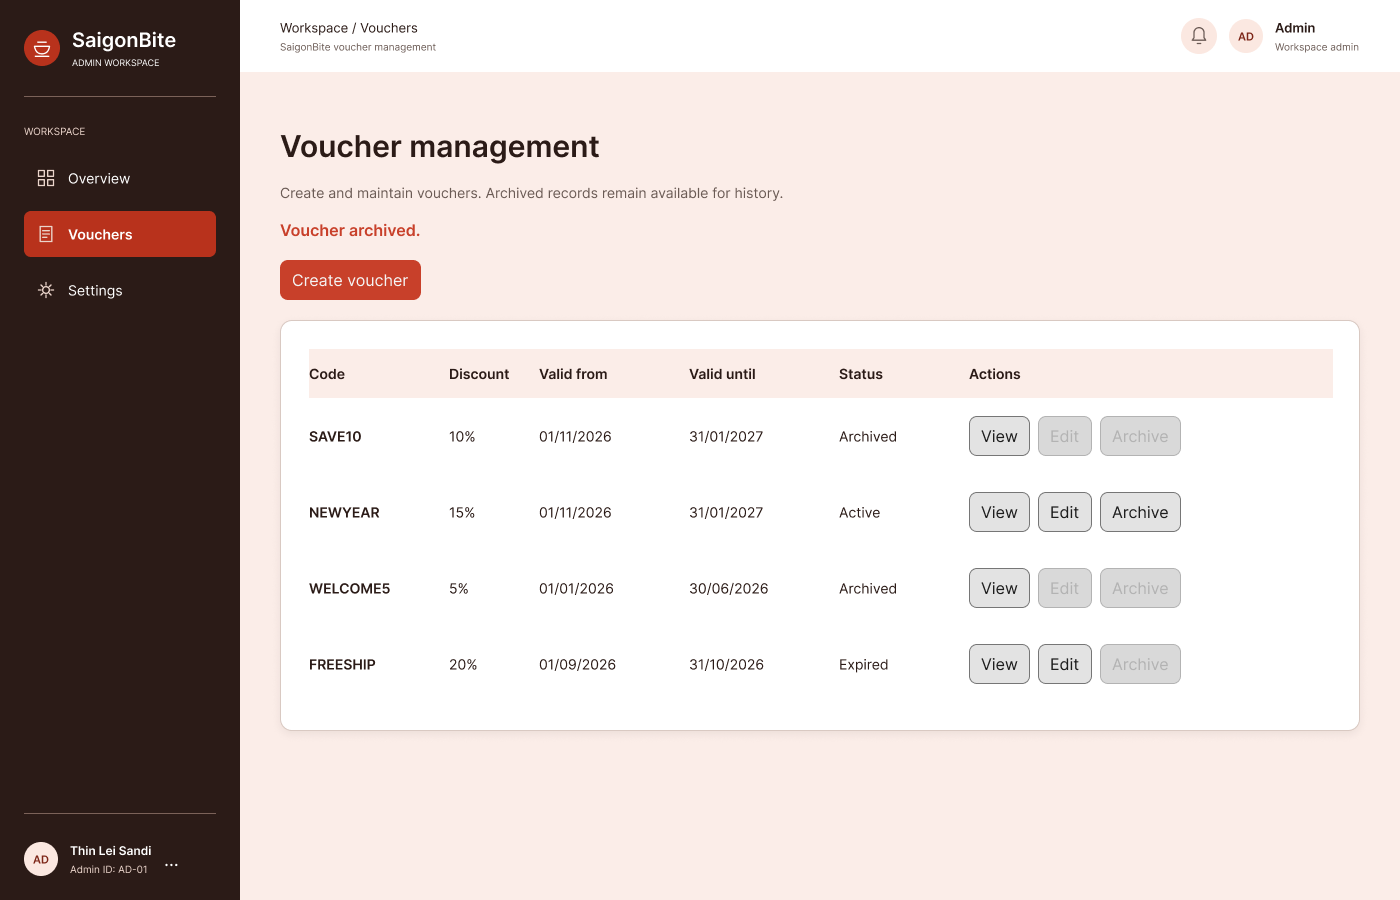 SaigonBite
ADMIN WORKSPACE
WORKSPACE
Overview
Vouchers
Settings
AD
Thin Lei Sandi
Admin ID: AD-01
...
Workspace / Vouchers
SaigonBite voucher management
AD
Admin
Workspace admin
Voucher management
Create and maintain vouchers. Archived records remain available for history.
Voucher archived.
Create voucher
Code Discount Valid from Valid until Status Actions
SAVE10 10% 01/11/2026 31/01/2027 Archived View Edit Archive
NEWYEAR 15% 01/11/2026 31/01/2027 Active View Edit Archive
WELCOME5 5% 01/01/2026 30/06/2026 Archived View Edit Archive
FREESHIP 20% 01/09/2026 31/10/2026 Expired View Edit Archive